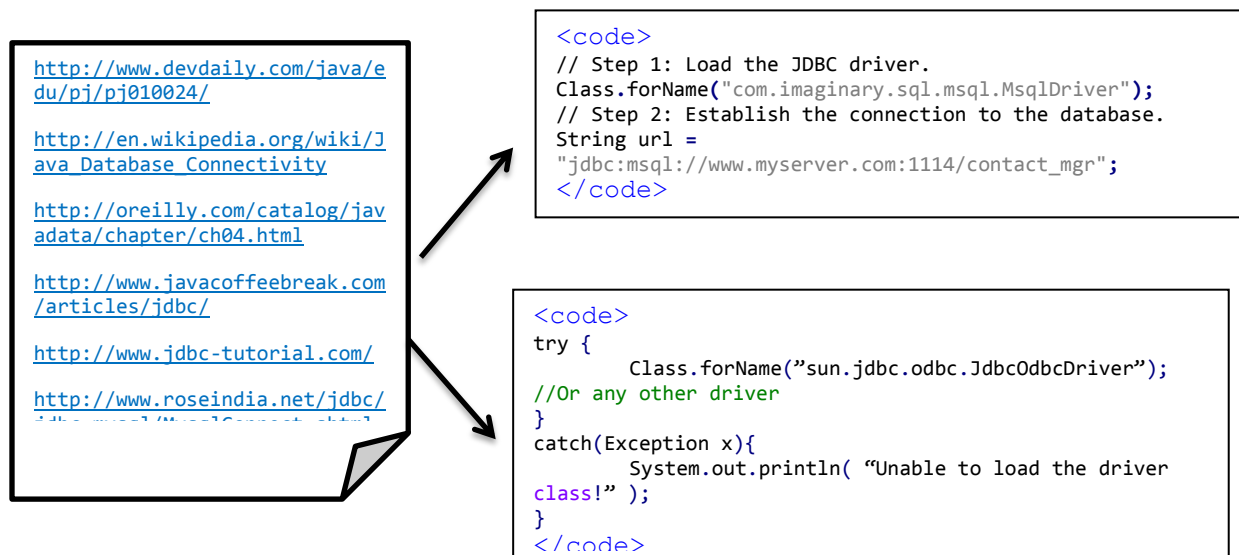 http://www.devdaily.com/java/e
du/pj/pj010024/
http://en.wikipedia.org/wiki/J
ava_Database_Connectivity
http://oreilly.com/catalog/jav
adata/chapter/ch04.html
http://www.javacoffeebreak.com
/articles/jdbc/
http://www.jdbc-tutorial.com/
http://www.roseindia.net/jdbc/
<code>
// Step 1: Load the JDBC driver.
Class.forName("com.imaginary.sql.msql.MsqlDriver");
// Step 2: Establish the connection to the database.
String url =
"jdbc:msql://www.myserver.com:1114/contact_mgr";
</code>
<code>
try {
Class.forName(”sun.jdbc.odbc.JdbcOdbcDriver”);
//Or any other driver
}
catch(Exception x){
System.out.println( “Unable to load the driver
class!” );
}
</code>